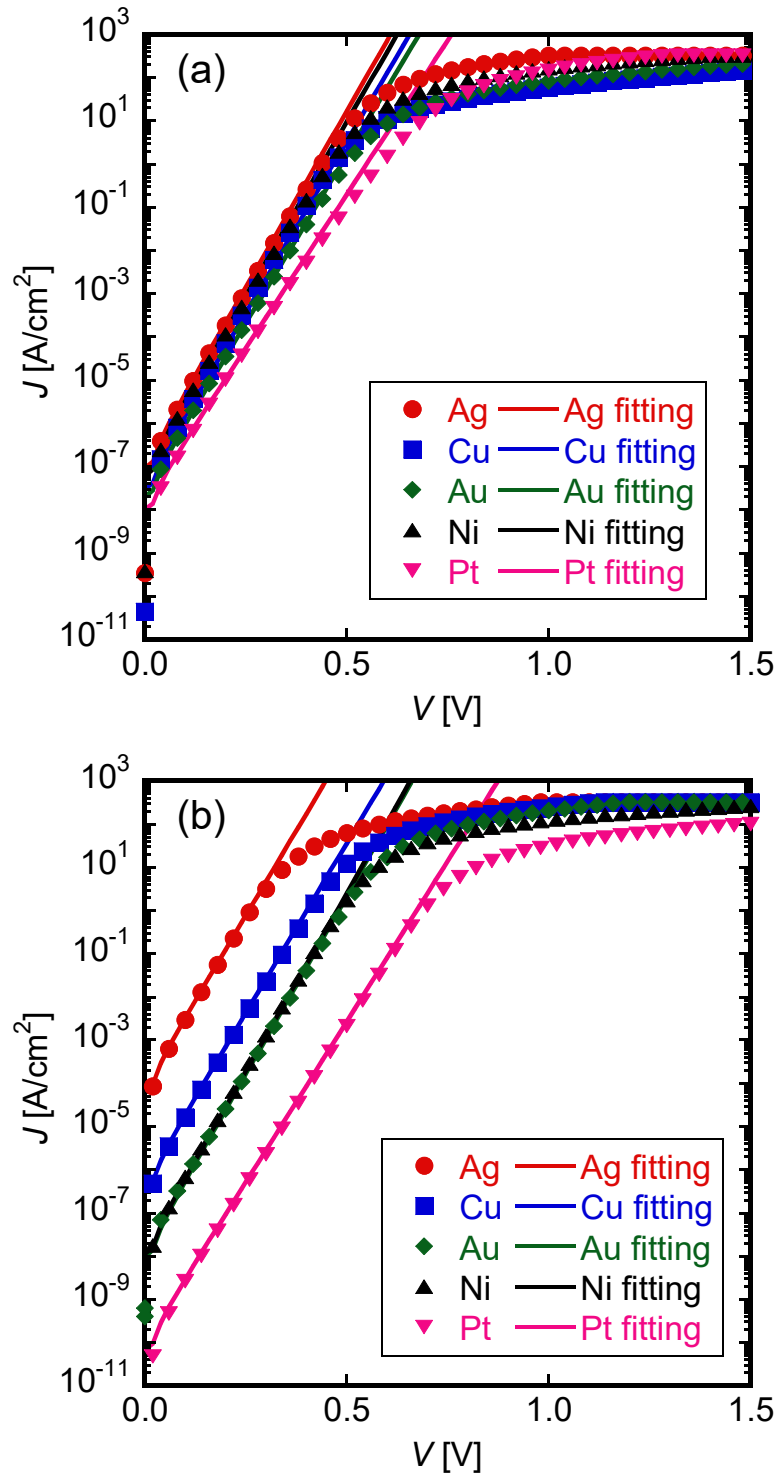 (a)
10^3
10^1
10^-1
10^-3
10^-5
10^-7
10^-9
10^-11
J [A/cm^2]
Ag Ag fitting
Cu Cu fitting
Au Au fitting
Ni Ni fitting
Pt Pt fitting
0.0 0.5 1.0 1.5
V [V]
(b)
10^3
10^1
10^-1
10^-3
10^-5
10^-7
10^-9
10^-11
J [A/cm^2]
Ag Ag fitting
Cu Cu fitting
Au Au fitting
Ni Ni fitting
Pt Pt fitting
0.0 0.5 1.0 1.5
V [V]